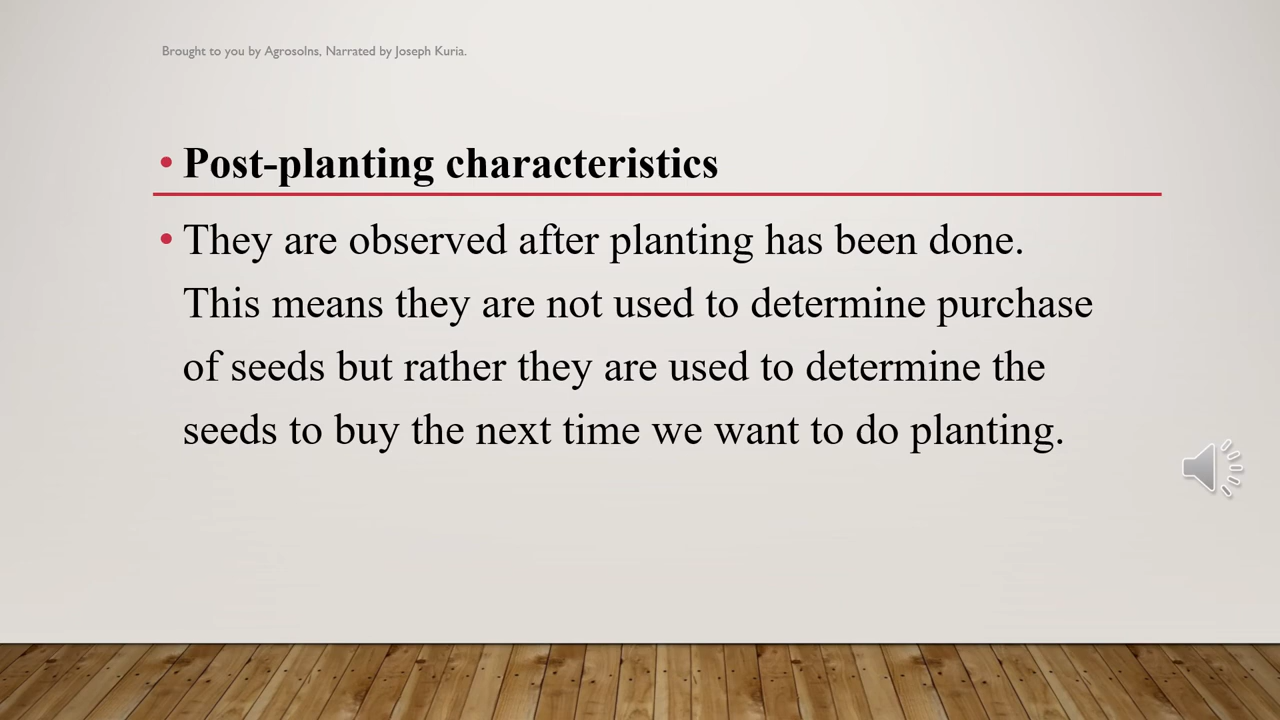 Brought to you by Agrosolns, Narrated by Joseph Kuria.
• Post-planting characteristics
• They are observed after planting has been done.
This means they are not used to determine purchase
of seeds but rather they are used to determine the
seeds to buy the next time we want to do planting.